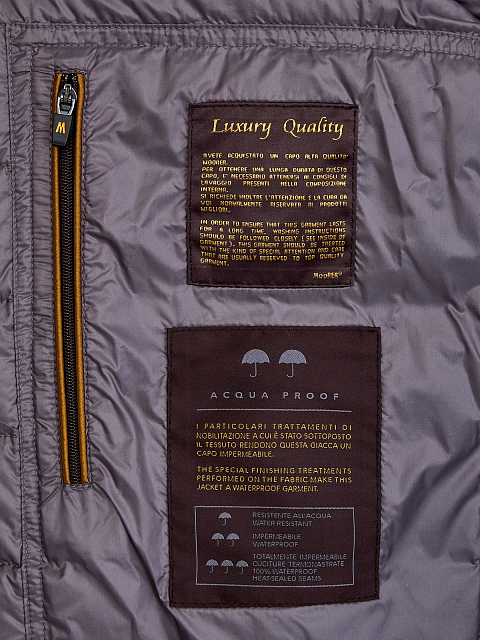 W
Luxury Quality
AVETE ACQUISTATO UN CAPO ALTA QUALITA'
MOORER.
PER OTTENERE UNA LUNGA DURATA DI QUESTO
CAPO, E' NECESSARIO ATTENERSI AI CONSIGLI DI
LAVAGGIO PRESENTI NELLA COMPOSIZIONE
INTERNA.
SI RICHIEDE INOLTRE L'ATTENZIONE E LA CURA DA
VOI NORMALMENTE RISERVATA AI PRODOTTI
MIGLIORI.
IN ORDER TO ENSURE THAT THIS GARMENT LASTS
FOR A LONG TIME, WASHING INSTRUCTIONS
SHOULD BE FOLLOWED CLOSELY (SEE INSIDE OF
GARMENT). THIS GARMENT SHOULD BE TREATED
WITH THE KIND OF SPECIAL ATTENTION AND CARE
THAT ARE USUALLY RESERVED TO TOP QUALITY
GARMENT.
MOORER®
ACQUA PROOF
I PARTICOLARI TRATTAMENTI DI
NOBILITAZIONE A CUI È STATO SOTTOPOSTO
IL TESSUTO RENDONO QUESTA GIACCA UN
CAPO IMPERMEABILE.
THE SPECIAL FINISHING TREATMENTS
PERFORMED ON THE FABRIC MAKE THIS
JACKET A WATERPROOF GARMENT.
RESISTENTE ALL'ACQUA
WATER RESISTANT
IMPERMEABILE
WATERPROOF
TOTALMENTE IMPERMEABILE
CUCITURE TERMONASTRATE
100% WATERPROOF
HEAT-SEALED SEAMS